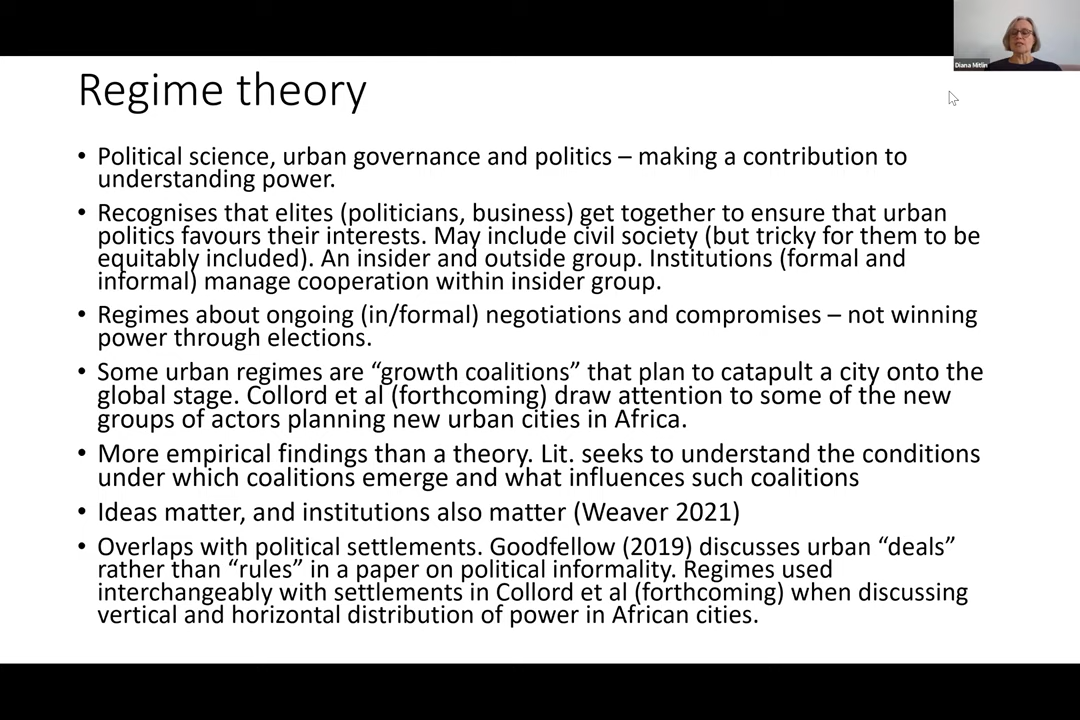 Diana Mitlin
Regime theory
• Political science, urban governance and politics – making a contribution to
understanding power.
• Recognises that elites (politicians, business) get together to ensure that urban
politics favours their interests. May include civil society (but tricky for them to be
equitably included). An insider and outside group. Institutions (formal and
informal) manage cooperation within insider group.
• Regimes about ongoing (in/formal) negotiations and compromises – not winning
power through elections.
• Some urban regimes are “growth coalitions” that plan to catapult a city onto the
global stage. Collord et al (forthcoming) draw attention to some of the new
groups of actors planning new urban cities in Africa.
• More empirical findings than a theory. Lit. seeks to understand the conditions
under which coalitions emerge and what influences such coalitions
• Ideas matter, and institutions also matter (Weaver 2021)
• Overlaps with political settlements. Goodfellow (2019) discusses urban “deals”
rather than “rules” in a paper on political informality. Regimes used
interchangeably with settlements in Collord et al (forthcoming) when discussing
vertical and horizontal distribution of power in African cities.